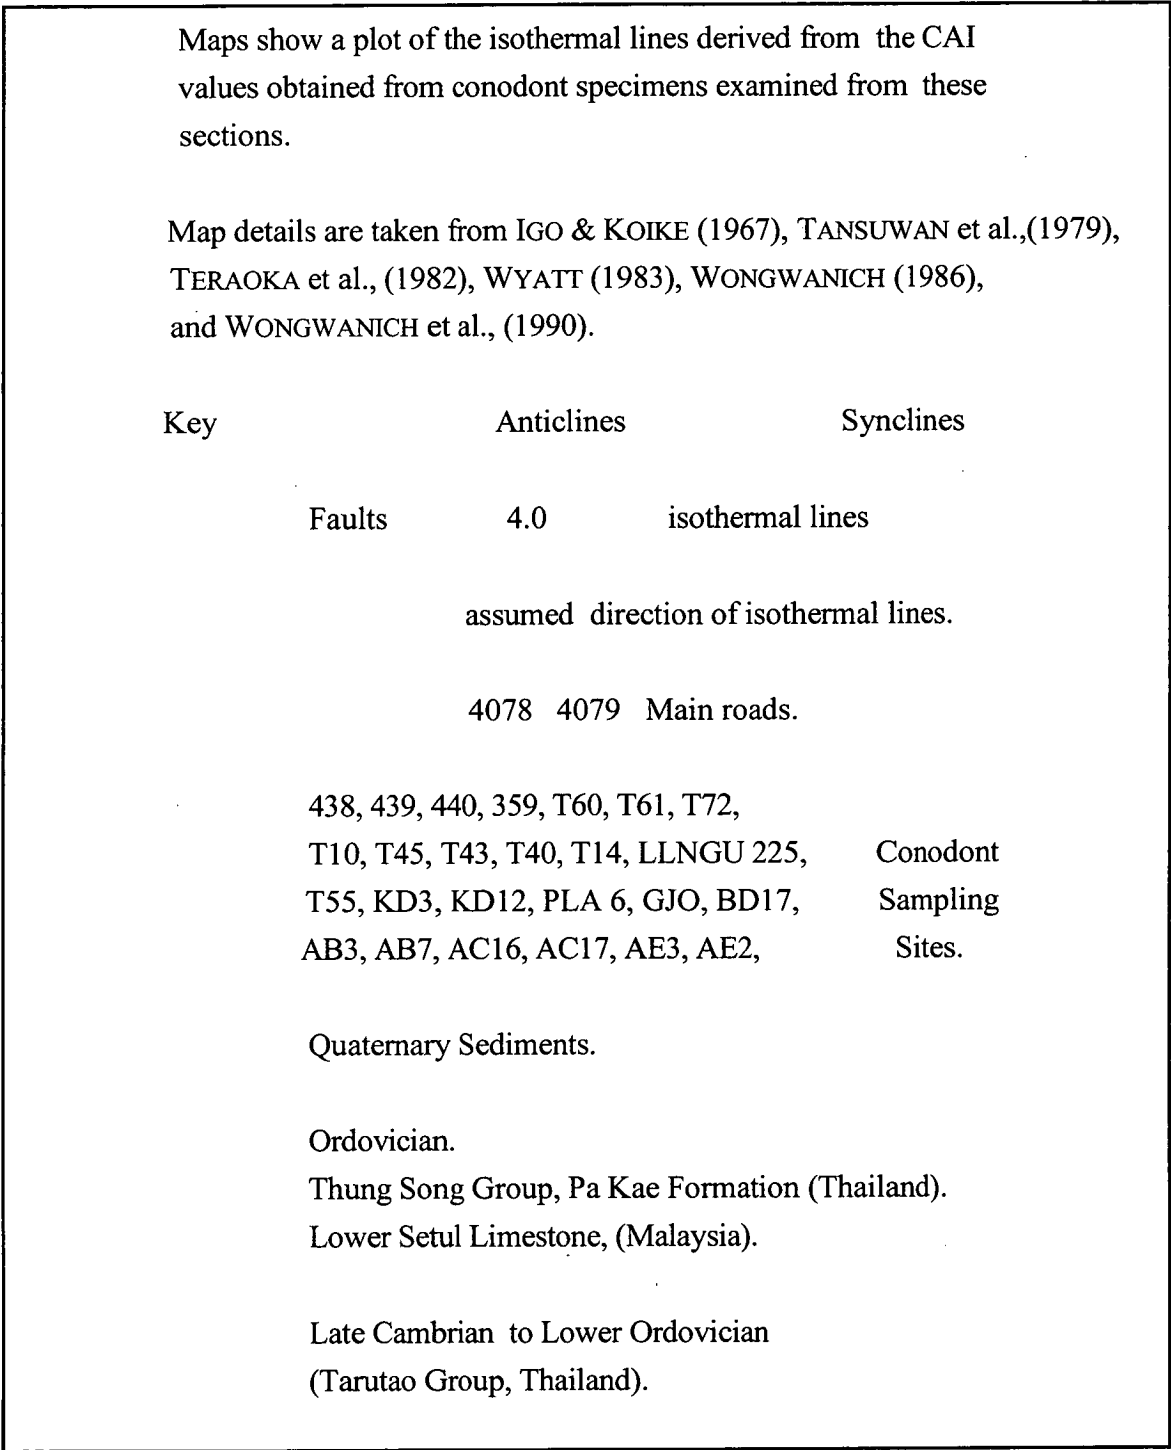 Maps show a plot of the isothermal lines derived from the CAI
values obtained from conodont specimens examined from these
sections.
Map details are taken from IGO & KOIKE (1967), TANSUWAN et al.,(1979),
TERAOKA et al., (1982), WYATT (1983), WONGWANICH (1986),
and WONGWANICH et al., (1990).
Key Anticlines Synclines
Faults 4.0 isothermal lines
assumed direction of isothermal lines.
4078 4079 Main roads.
438, 439, 440, 359, T60, T61, T72,
T10, T45, T43, T40, T14, LLNGU 225, Conodont
T55, KD3, KD12, PLA 6, GJO, BD17, Sampling
AB3, AB7, AC16, AC17, AE3, AE2, Sites.
Quaternary Sediments.
Ordovician.
Thung Song Group, Pa Kae Formation (Thailand).
Lower Setul Limestone, (Malaysia).
Late Cambrian to Lower Ordovician
(Tarutao Group, Thailand).